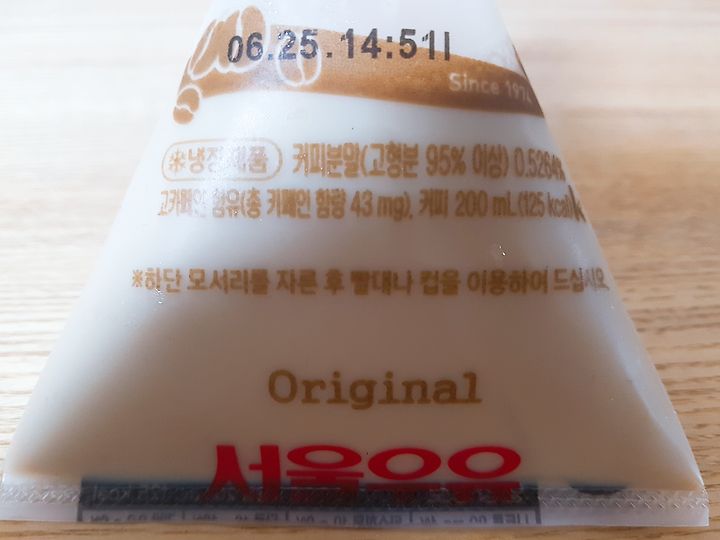 06.25.14:51
Since 1974
냉장제품 커피분말(고형분 95% 이상) 0.5264%
고카페인 함유(총 카페인 함량 43 mg), 커피 200 mL (125 kcal)
※하단 모서리를 자른 후 빨대나 컵을 이용하여 드십시오
Original
서울우유